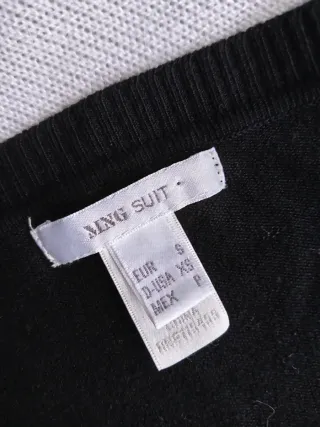 MNG SUIT
EUR S
D-USA XS
MEX P